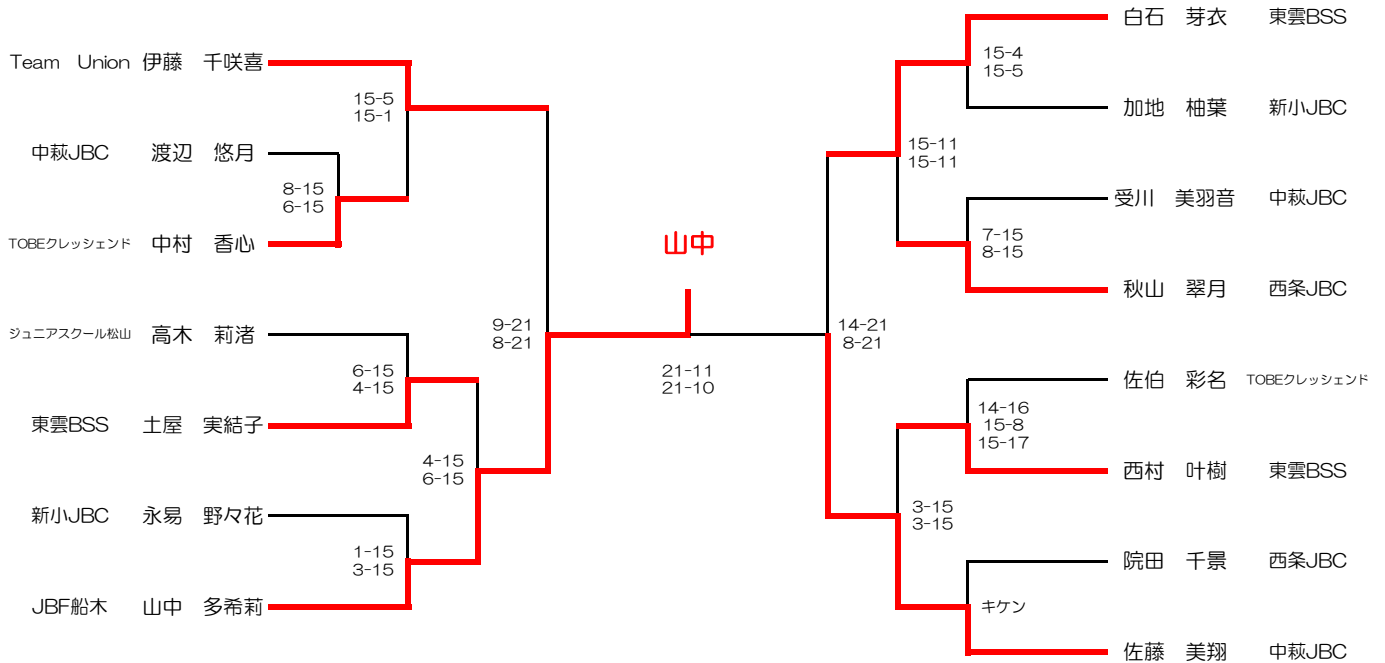 Team Union 伊藤 千咲喜
15-5
15-1
中萩JBC 渡辺 悠月
8-15
6-15
TOBEクレッシェンド 中村 香心
ジュニアスクール松山 高木 莉渚
6-15
4-15
東雲BSS 土屋 実結子
4-15
6-15
新小JBC 永易 野々花
1-15
3-15
JBF船木 山中 多希莉
9-21
8-21
山中
21-11
21-10
14-21
8-21
白石 芽衣 東雲BSS
15-4
15-5
加地 柚葉 新小JBC
15-11
15-11
受川 美羽音 中萩JBC
7-15
8-15
秋山 翠月 西条JBC
佐伯 彩名 TOBEクレッシェンド
14-16
15-8
15-17
西村 叶樹 東雲BSS
3-15
3-15
院田 千景 西条JBC
キケン
佐藤 美翔 中萩JBC